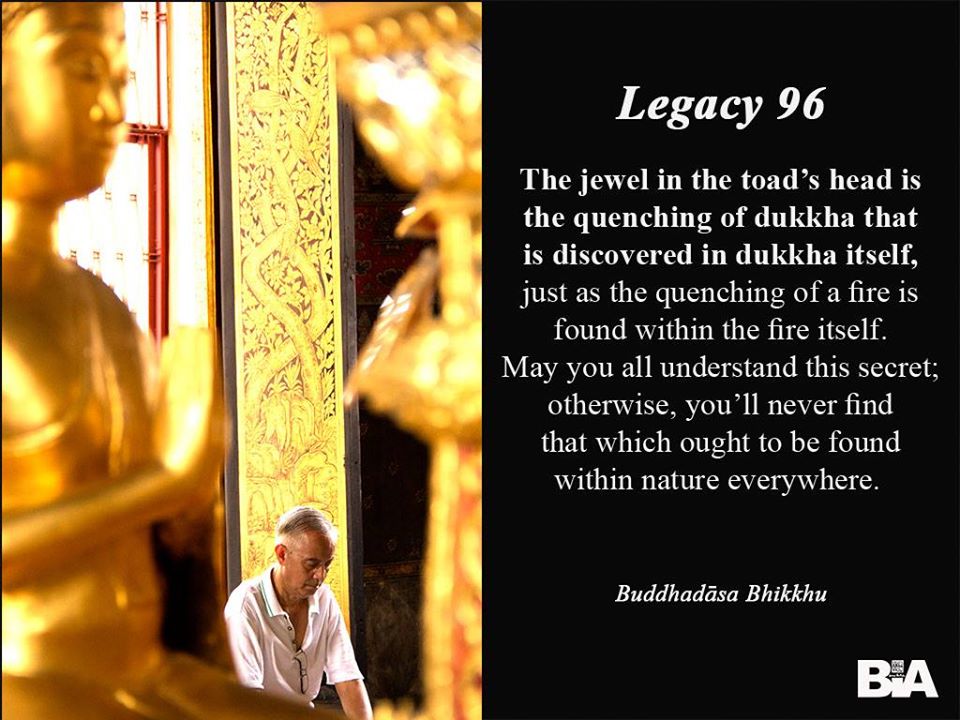 Legacy 96
The jewel in the toad’s head is
the quenching of dukkha that
is discovered in dukkha itself,
just as the quenching of a fire is
found within the fire itself.
May you all understand this secret;
otherwise, you’ll never find
that which ought to be found
within nature everywhere.
Buddhadāsa Bhikkhu
BiA